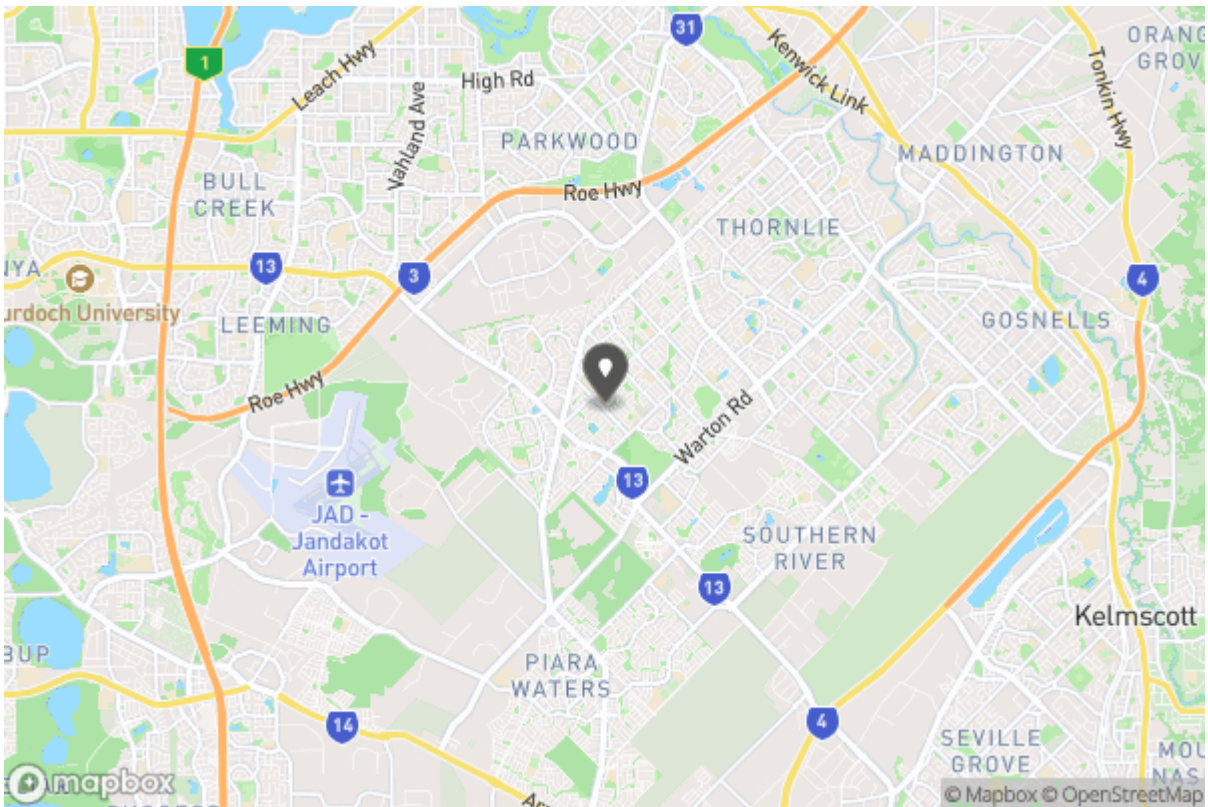 31
ORANG
GROV
1
Leach Hwy
High Rd
Kenwick Link
Tonkin Hwy
Vahland Ave
PARKWOOD
MADDINGTON
BULL
CREEK
Roe Hwy
THORNLIE
NYA
13
3
4
urdoch University
LEEMING
GOSNELLS
Roe Hwy
Warton Rd
13
JAD -
Jandakot
Airport
SOUTHERN
RIVER
13
Kelmscott
BUP
PIARA
WATERS
14
4
SEVILLE
GROVE
MOU
NAS
mapbox
© Mapbox © OpenStreetMap